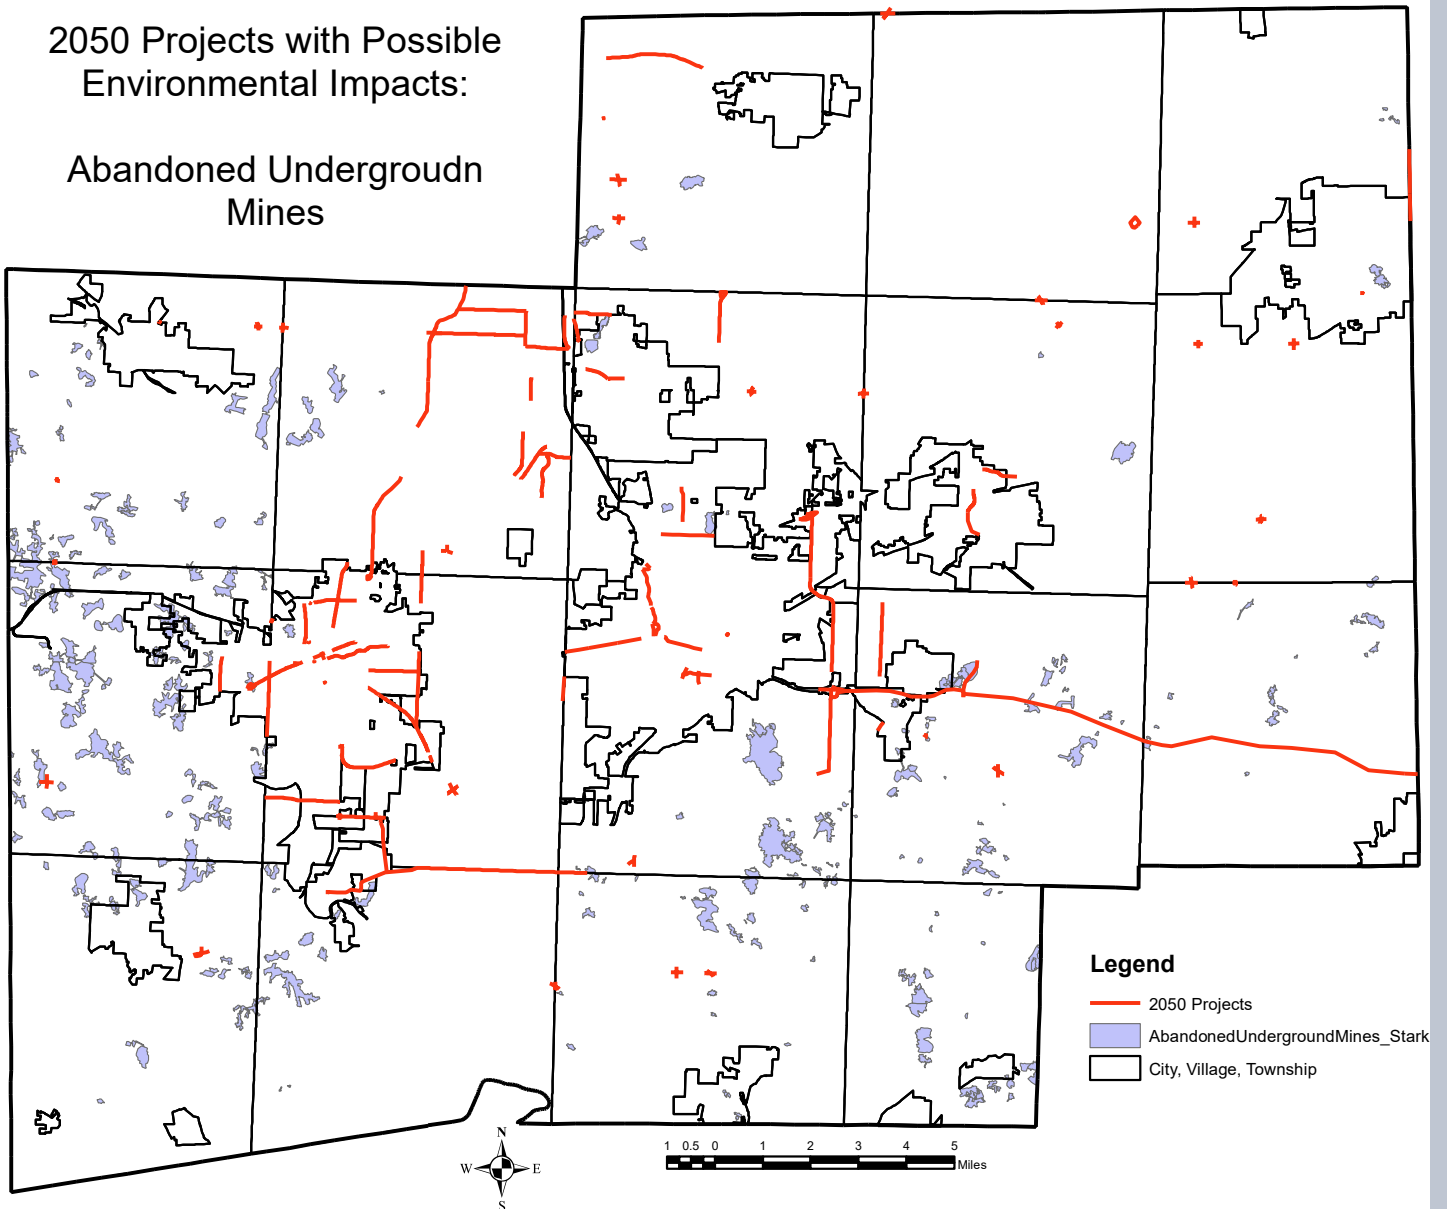 2050 Projects with Possible
Environmental Impacts:
Abandoned Undergroudn
Mines
Legend
2050 Projects
AbandonedUndergroundMines_Stark
City, Village, Township
N
W E
S
1 0.5 0 1 2 3 4 5
Miles